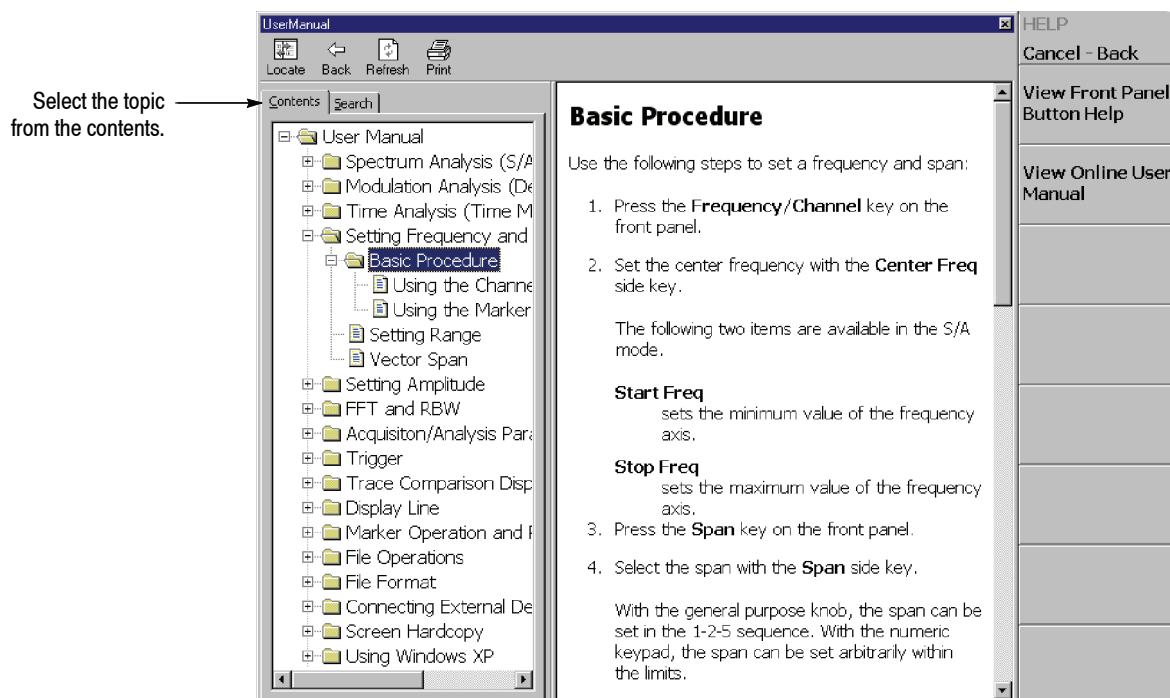 UserManual
Locate Back Refresh Print
Select the topic
from the contents.
Contents Search
User Manual
Spectrum Analysis (S/A
Modulation Analysis (De
Time Analysis (Time M
Setting Frequency and
Basic Procedure
Using the Channe
Using the Marker
Setting Range
Vector Span
Setting Amplitude
FFT and RBW
Acquisiton/Analysis Para
Trigger
Trace Comparison Disp
Display Line
Marker Operation and
File Operations
File Format
Connecting External De
Screen Hardcopy
Using Windows XP
Basic Procedure
Use the following steps to set a frequency and span:
1. Press the Frequency/Channel key on the
front panel.
2. Set the center frequency with the Center Freq
side key.
The following two items are available in the S/A
mode.
Start Freq
sets the minimum value of the frequency
axis.
Stop Freq
sets the maximum value of the frequency
axis.
3. Press the Span key on the front panel.
4. Select the span with the Span side key.
With the general purpose knob, the span can be
set in the 1-2-5 sequence. With the numeric
keypad, the span can be set arbitrarily within
the limits.
HELP
Cancel - Back
View Front Panel
Button Help
View Online User
Manual